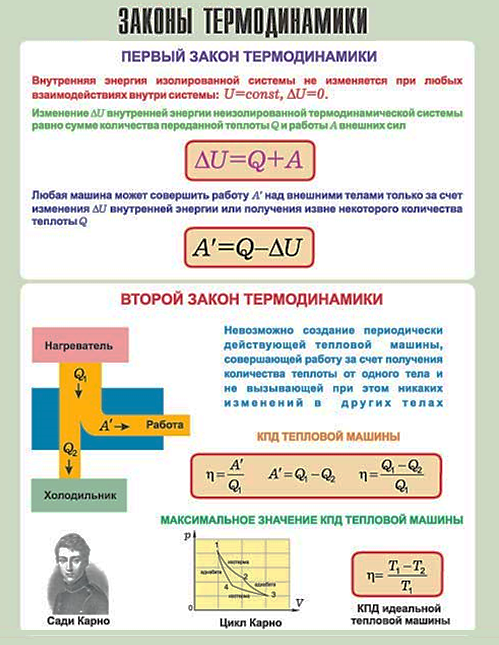 ЗАКОНЫ ТЕРМОДИНАМИКИ
ПЕРВЫЙ ЗАКОН ТЕРМОДИНАМИКИ
Внутренняя энергия изолированной системы не изменяется при любых
взаимодействиях внутри системы: U=const, ΔU=0.
Изменение ΔU внутренней энергии неизолированной термодинамической системы
равно сумме количества переданной теплоты Q и работы A внешних сил
ΔU=Q+A
Любая машина может совершить работу A′ над внешними телами только за счет
изменения ΔU внутренней энергии или получения извне некоторого количества
теплоты Q
A′=Q–ΔU
ВТОРОЙ ЗАКОН ТЕРМОДИНАМИКИ
Нагреватель
Q₁
A′
Работа
Q₂
Холодильник
Невозможно создание периодически
действующей тепловой машины,
совершающей работу за счет получения
количества теплоты от одного тела и
не вызывающей при этом никаких
изменений в других телах
КПД ТЕПЛОВОЙ МАШИНЫ
η=A′/Q₁ A′=Q₁–Q₂ η=(Q₁–Q₂)/Q₁
МАКСИМАЛЬНОЕ ЗНАЧЕНИЕ КПД ТЕПЛОВОЙ МАШИНЫ
Сади Карно
p
1
изотерма
адиабата
2
адиабата
4
изотерма
3
V
Цикл Карно
η=(T₁–T₂)/T₁
КПД идеальной
тепловой машины